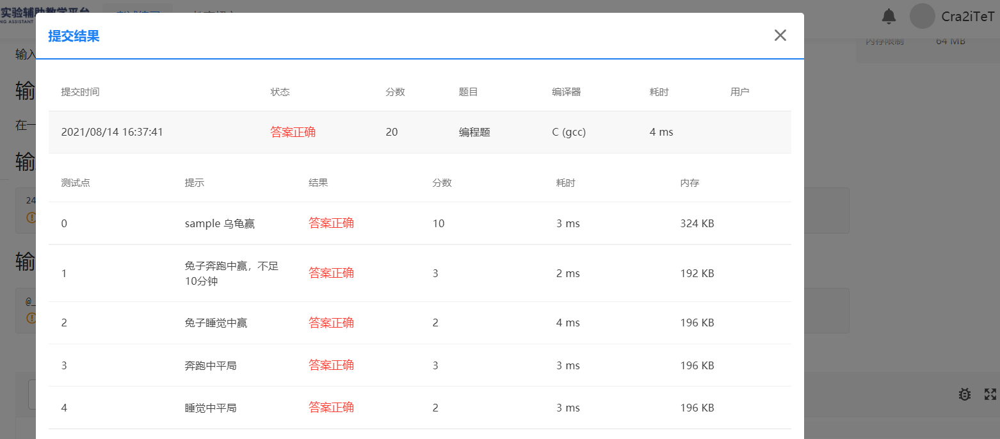 实验辅助教学平台
NG ASSISTANT
Cra2iTeT
提交结果
内存限制 64 MB
输入
输
在一
输
24
输
@_
提交时间 状态 分数 题目 编译器 耗时 用户
2021/08/14 16:37:41 答案正确 20 编程题 C (gcc) 4 ms
测试点 提示 结果 分数 耗时 内存
0 sample 乌龟赢 答案正确 10 3 ms 324 KB
1 兔子奔跑中赢，不足
10分钟 答案正确 3 2 ms 192 KB
2 兔子睡觉中赢 答案正确 2 4 ms 196 KB
3 奔跑中平局 答案正确 3 3 ms 196 KB
4 睡觉中平局 答案正确 2 3 ms 196 KB